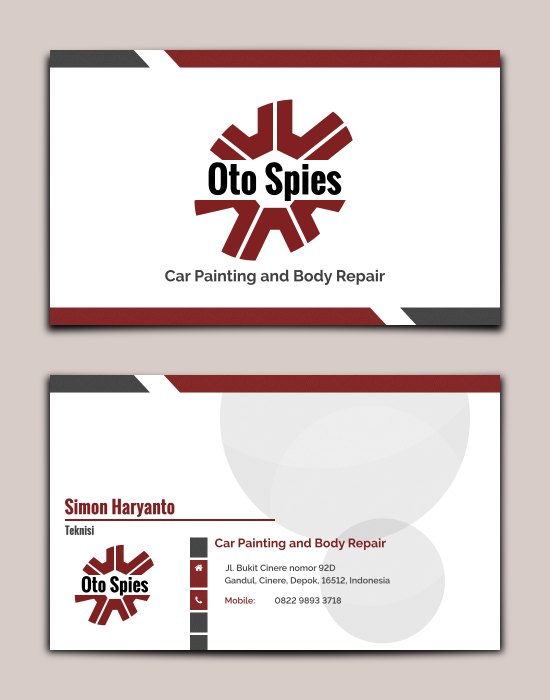 Oto Spies
Car Painting and Body Repair
Simon Haryanto
Teknisi
Oto Spies
Car Painting and Body Repair
Jl. Bukit Cinere nomor 92D
Gandul, Cinere, Depok, 16512, Indonesia
Mobile: 0822 9893 3718